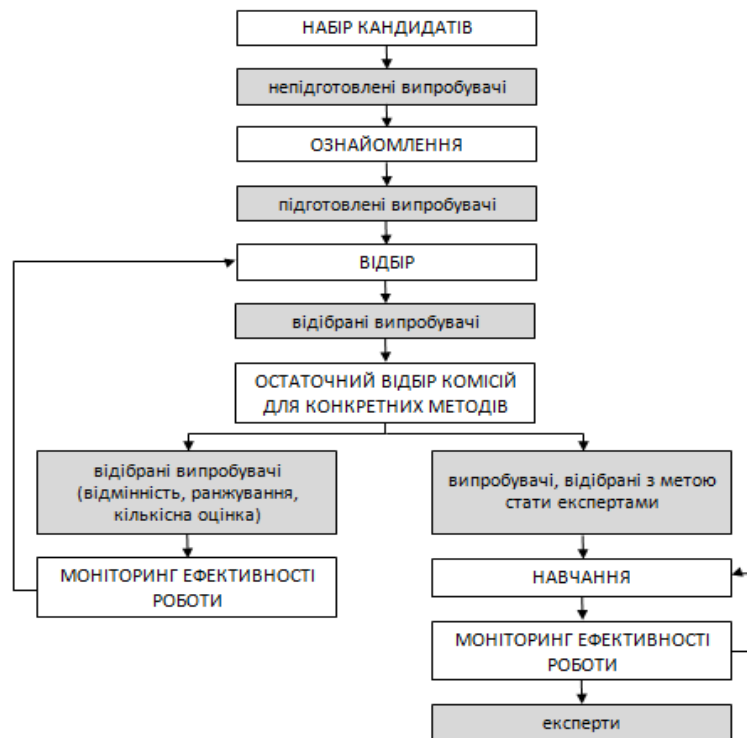 НАБІР КАНДИДАТІВ
непідготовлені випробувачі
ОЗНАЙОМЛЕННЯ
підготовлені випробувачі
ВІДБІР
відібрані випробувачі
ОСТАТОЧНИЙ ВІДБІР КОМІСІЙ
ДЛЯ КОНКРЕТНИХ МЕТОДІВ
відібрані випробувачі
(відмінність, ранжування,
кількісна оцінка)
МОНІТОРИНГ ЕФЕКТИВНОСТІ
РОБОТИ
випробувачі, відібрані з метою
стати експертами
НАВЧАННЯ
МОНІТОРИНГ ЕФЕКТИВНОСТІ
РОБОТИ
експерти